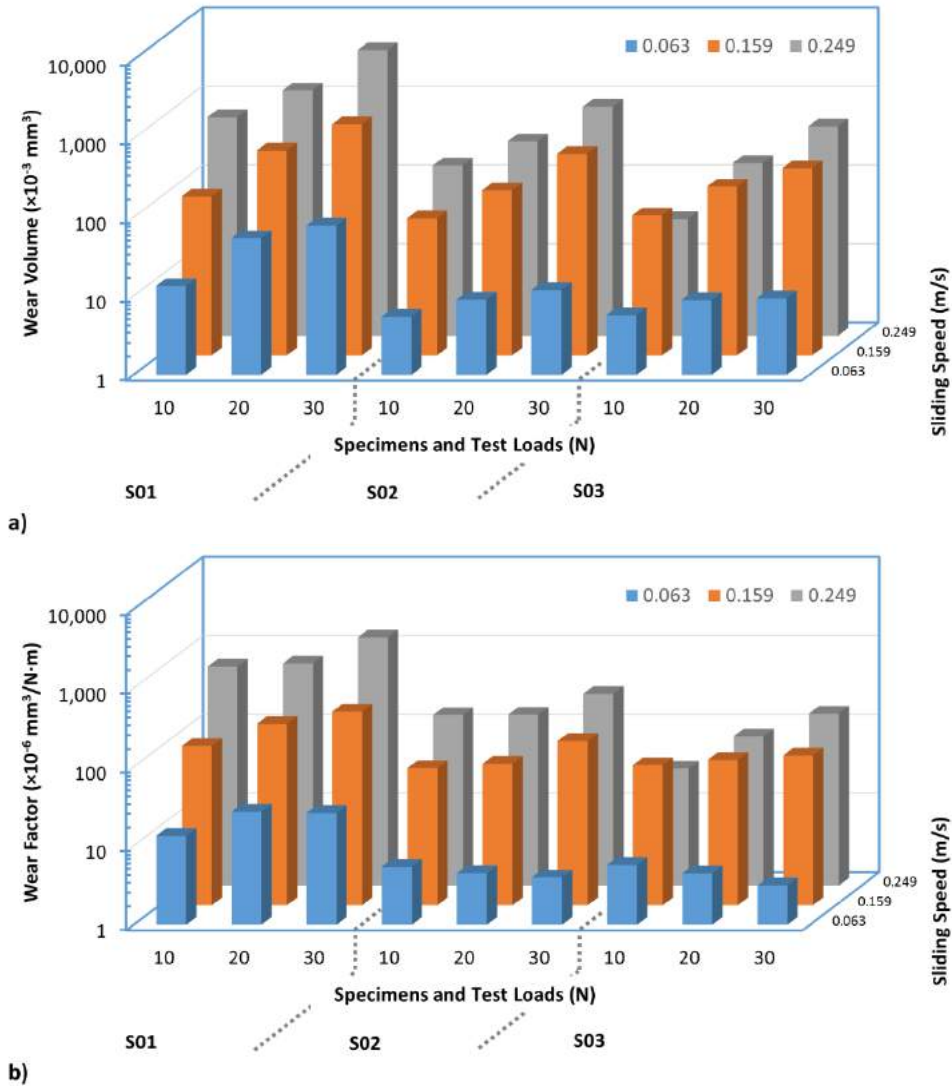 0.063 0.159 0.249
10,000
1,000
100
10
1
Wear Volume (×10⁻³ mm³)
0.249
0.159
0.063
Sliding Speed (m/s)
10 20 30 10 20 30 10 20 30
Specimens and Test Loads (N)
S01 S02 S03
a)
0.063 0.159 0.249
10,000
1,000
100
10
1
Wear Factor (×10⁻⁶ mm³/N·m)
0.249
0.159
0.063
Sliding Speed (m/s)
10 20 30 10 20 30 10 20 30
Specimens and Test Loads (N)
S01 S02 S03
b)